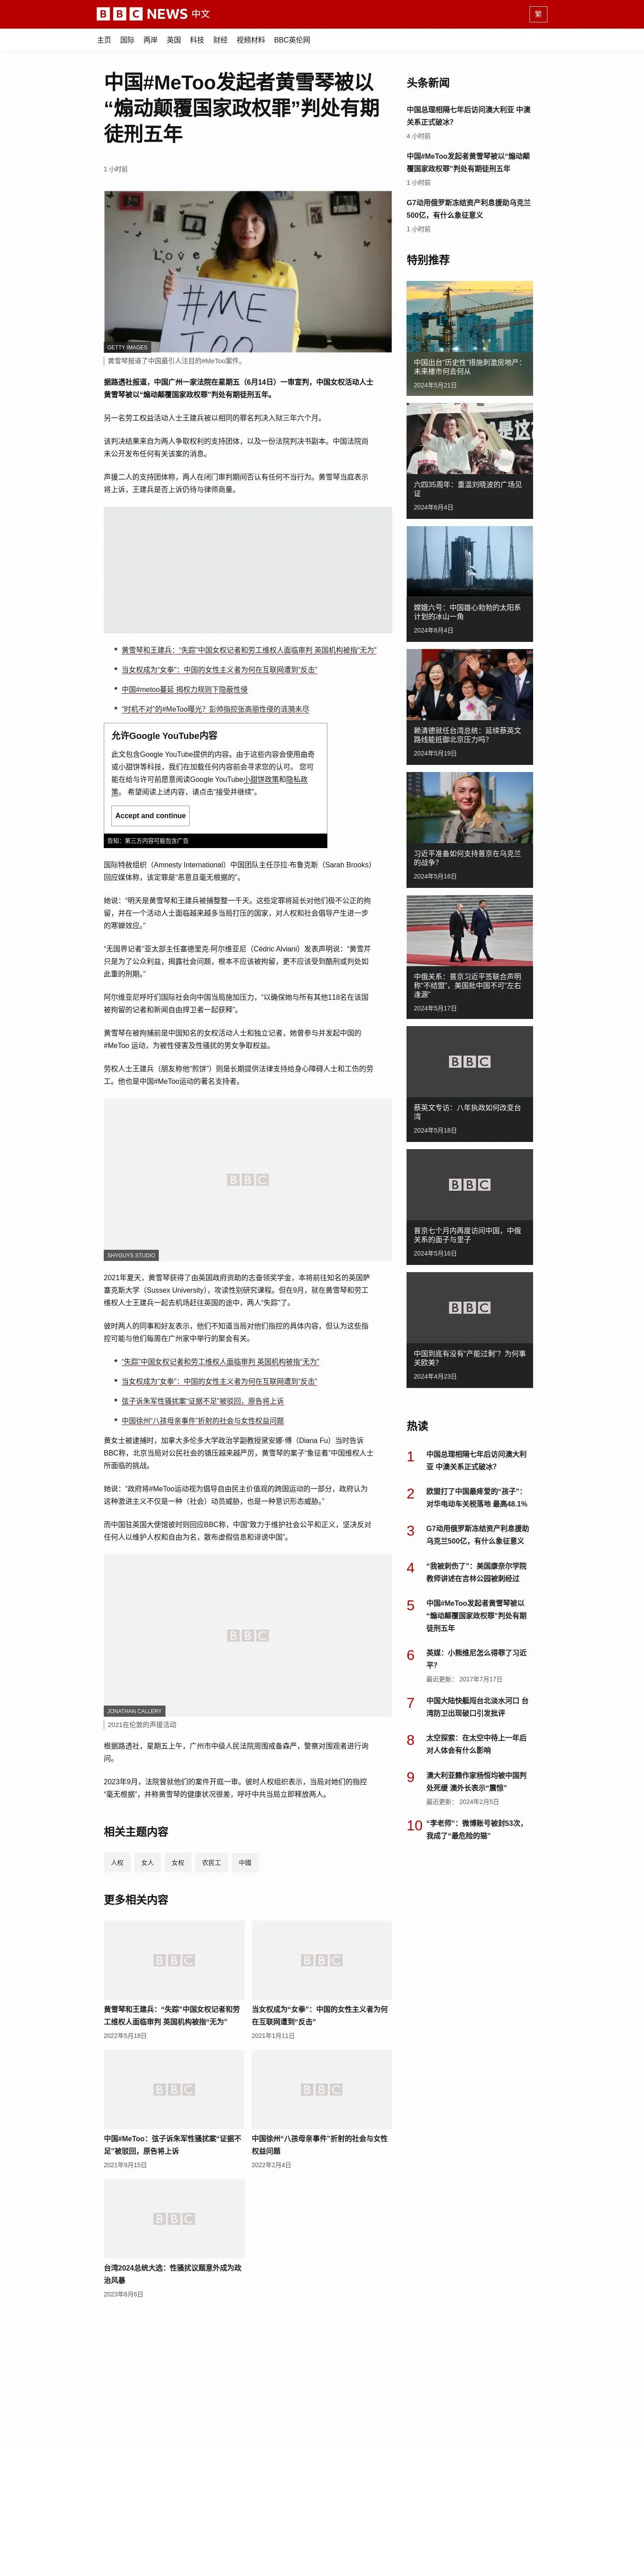 BBC NEWS 中文
繁
主页 国际 两岸 英国 科技 财经 视频材料 BBC英伦网
中国#MeToo发起者黄雪琴被以
“煽动颠覆国家政权罪”判处有期
徒刑五年
1 小时前
Love
ME
TOO
GETTY IMAGES
黄雪琴报道了中国最引人注目的#MeToo案件。
据路透社报道，中国广州一家法院在星期五（6月14日）一审宣判，中国女权活动人士
黄雪琴被以“煽动颠覆国家政权罪”判处有期徒刑五年。
另一名劳工权益活动人士王建兵被以相同的罪名判决入狱三年六个月。
该判决结果来自为两人争取权利的支持团体，以及一份法院判决书副本。中国法院尚
未公开发布任何有关该案的消息。
声援二人的支持团体称，两人在闭门审判期间否认有任何不当行为。黄雪琴当庭表示
将上诉，王建兵是否上诉仍待与律师商量。
黄雪琴和王建兵：“失踪”中国女权记者和劳工维权人面临审判 英国机构被指“无为”
当女权成为“女拳”：中国的女性主义者为何在互联网遭到“反击”
中国#metoo蔓延 揭权力规则下隐蔽性侵
“时机不对”的#MeToo曝光？彭帅指控张高丽性侵的涟漪未尽
允许Google YouTube内容
此文包含Google YouTube提供的内容。由于这些内容会使用曲奇
或小甜饼等科技，我们在加载任何内容前会寻求您的认可。 您可
能在给与许可前愿意阅读Google YouTube小甜饼政策和隐私政
策。 希望阅读上述内容，请点击“接受并继续”。
Accept and continue
告知：第三方内容可能包含广告
国际特赦组织（Amnesty International）中国团队主任莎拉·布鲁克斯（Sarah Brooks）
回应媒体称，该定罪是“恶意且毫无根据的”。
她说：“明天是黄雪琴和王建兵被捕整整一千天。这些定罪将延长对他们极不公正的拘
留，并在一个活动人士面临越来越多当局打压的国家，对人权和社会倡导产生进一步
的寒蝉效应。”
“无国界记者”亚太部主任塞德里克·阿尔维亚尼（Cédric Alviani）发表声明说：“黄雪芹
只是为了公众利益，揭露社会问题，根本不应该被拘留，更不应该受到酷刑或判处如
此重的刑期。”
阿尔维亚尼呼吁们国际社会向中国当局施加压力，“以确保她与所有其他118名在该国
被拘留的记者和新闻自由捍卫者一起获释”。
黄雪琴在被拘捕前是中国知名的女权活动人士和独立记者，她曾参与并发起中国的
#MeToo 运动，为被性侵害及性骚扰的男女争取权益。
劳权人士王建兵（朋友称他“煎饼”）则是长期提供法律支持给身心障碍人士和工伤的劳
工。他也是中国#MeToo运动的著名支持者。
BBC
SHYGUYS STUDIO
2021年夏天，黄雪琴获得了由英国政府资助的志奋领奖学金，本将前往知名的英国萨
塞克斯大学（Sussex University），攻读性别研究课程。但在9月，就在黄雪琴和劳工
维权人士王建兵一起去机场赶往英国的途中，两人“失踪”了。
彼时两人的同事和好友表示，他们不知道当局对他们指控的具体内容，但认为这些指
控可能与他们每周在广州家中举行的聚会有关。
“失踪”中国女权记者和劳工维权人面临审判 英国机构被指“无为”
当女权成为“女拳”：中国的女性主义者为何在互联网遭到“反击”
弦子诉朱军性骚扰案“证据不足”被驳回，原告将上诉
中国徐州“八孩母亲事件”折射的社会与女性权益问题
黄女士被逮捕时，加拿大多伦多大学政治学副教授黛安娜·傅（Diana Fu）当时告诉
BBC称，北京当局对公民社会的镇压越来越严厉，黄雪琴的案子“象征着”中国维权人士
所面临的挑战。
她说：“政府将#MeToo运动视为倡导自由民主价值观的跨国运动的一部分，政府认为
这种激进主义不仅是一种（社会）动员威胁，也是一种意识形态威胁。”
而中国驻英国大使馆彼时则回应BBC称，中国“致力于维护社会公平和正义，坚决反对
任何人以维护人权和自由为名，散布虚假信息和诽谤中国”。
BBC
JONATHAN CALLERY
2021在伦敦的声援活动
根据路透社，星期五上午，广州市中级人民法院周围戒备森严，警察对围观者进行询
问。
2023年9月，法院曾就他们的案件开庭一审。彼时人权组织表示，当局对她们的指控
“毫无根据”，并称黄雪琴的健康状况很差，呼吁中共当局立即释放两人。
相关主题内容
人权 女人 女权 农民工 中國
更多相关内容
BBC
黄雪琴和王建兵：“失踪”中国女权记者和劳
工维权人面临审判 英国机构被指“无为”
2022年5月18日
BBC
当女权成为“女拳”：中国的女性主义者为何
在互联网遭到“反击”
2021年1月11日
BBC
中国#MeToo：弦子诉朱军性骚扰案“证据不
足”被驳回，原告将上诉
2021年9月15日
BBC
中国徐州“八孩母亲事件”折射的社会与女性
权益问题
2022年2月4日
BBC
台湾2024总统大选：性骚扰议题意外成为政
治风暴
2023年6月6日
头条新闻
中国总理相隔七年后访问澳大利亚 中澳
关系正式破冰？
4 小时前
中国#MeToo发起者黄雪琴被以“煽动颠
覆国家政权罪”判处有期徒刑五年
1 小时前
G7动用俄罗斯冻结资产利息援助乌克兰
500亿，有什么象征意义
1 小时前
特别推荐
中国出台“历史性”措施刺激房地产：
未来楼市何去何从
2024年5月21日
六四35周年：重温刘晓波的广场见
证
2024年6月4日
嫦娥六号：中国雄心勃勃的太阳系
计划的冰山一角
2024年6月4日
赖清德就任台湾总统：延续蔡英文
路线能抵御北京压力吗？
2024年5月19日
习近平准备如何支持普京在乌克兰
的战争？
2024年5月16日
中俄关系：普京习近平签联合声明
称“不结盟”，美国批中国不可“左右
逢源”
2024年5月17日
BBC
蔡英文专访：八年执政如何改变台
湾
2024年5月18日
BBC
普京七个月内再度访问中国，中俄
关系的面子与里子
2024年5月16日
BBC
中国到底有没有“产能过剩”？为何事
关欧美？
2024年4月23日
热读
1 中国总理相隔七年后访问澳大利
亚 中澳关系正式破冰？
2 欧盟打了中国最疼爱的“孩子”：
对华电动车关税落地 最高48.1%
3 G7动用俄罗斯冻结资产利息援助
乌克兰500亿，有什么象征意义
4 “我被刺伤了”：美国康奈尔学院
教师讲述在吉林公园被刺经过
5 中国#MeToo发起者黄雪琴被以
“煽动颠覆国家政权罪”判处有期
徒刑五年
6 英媒：小熊维尼怎么得罪了习近
平？
最近更新： 2017年7月17日
7 中国大陆快艇闯台北淡水河口 台
湾防卫出现破口引发批评
8 太空探索：在太空中待上一年后
对人体会有什么影响
9 澳大利亚籍作家杨恒均被中国判
处死缓 澳外长表示“震惊”
最近更新： 2024年2月5日
10 “李老师”：微博账号被封53次，
我成了“最危险的猫”